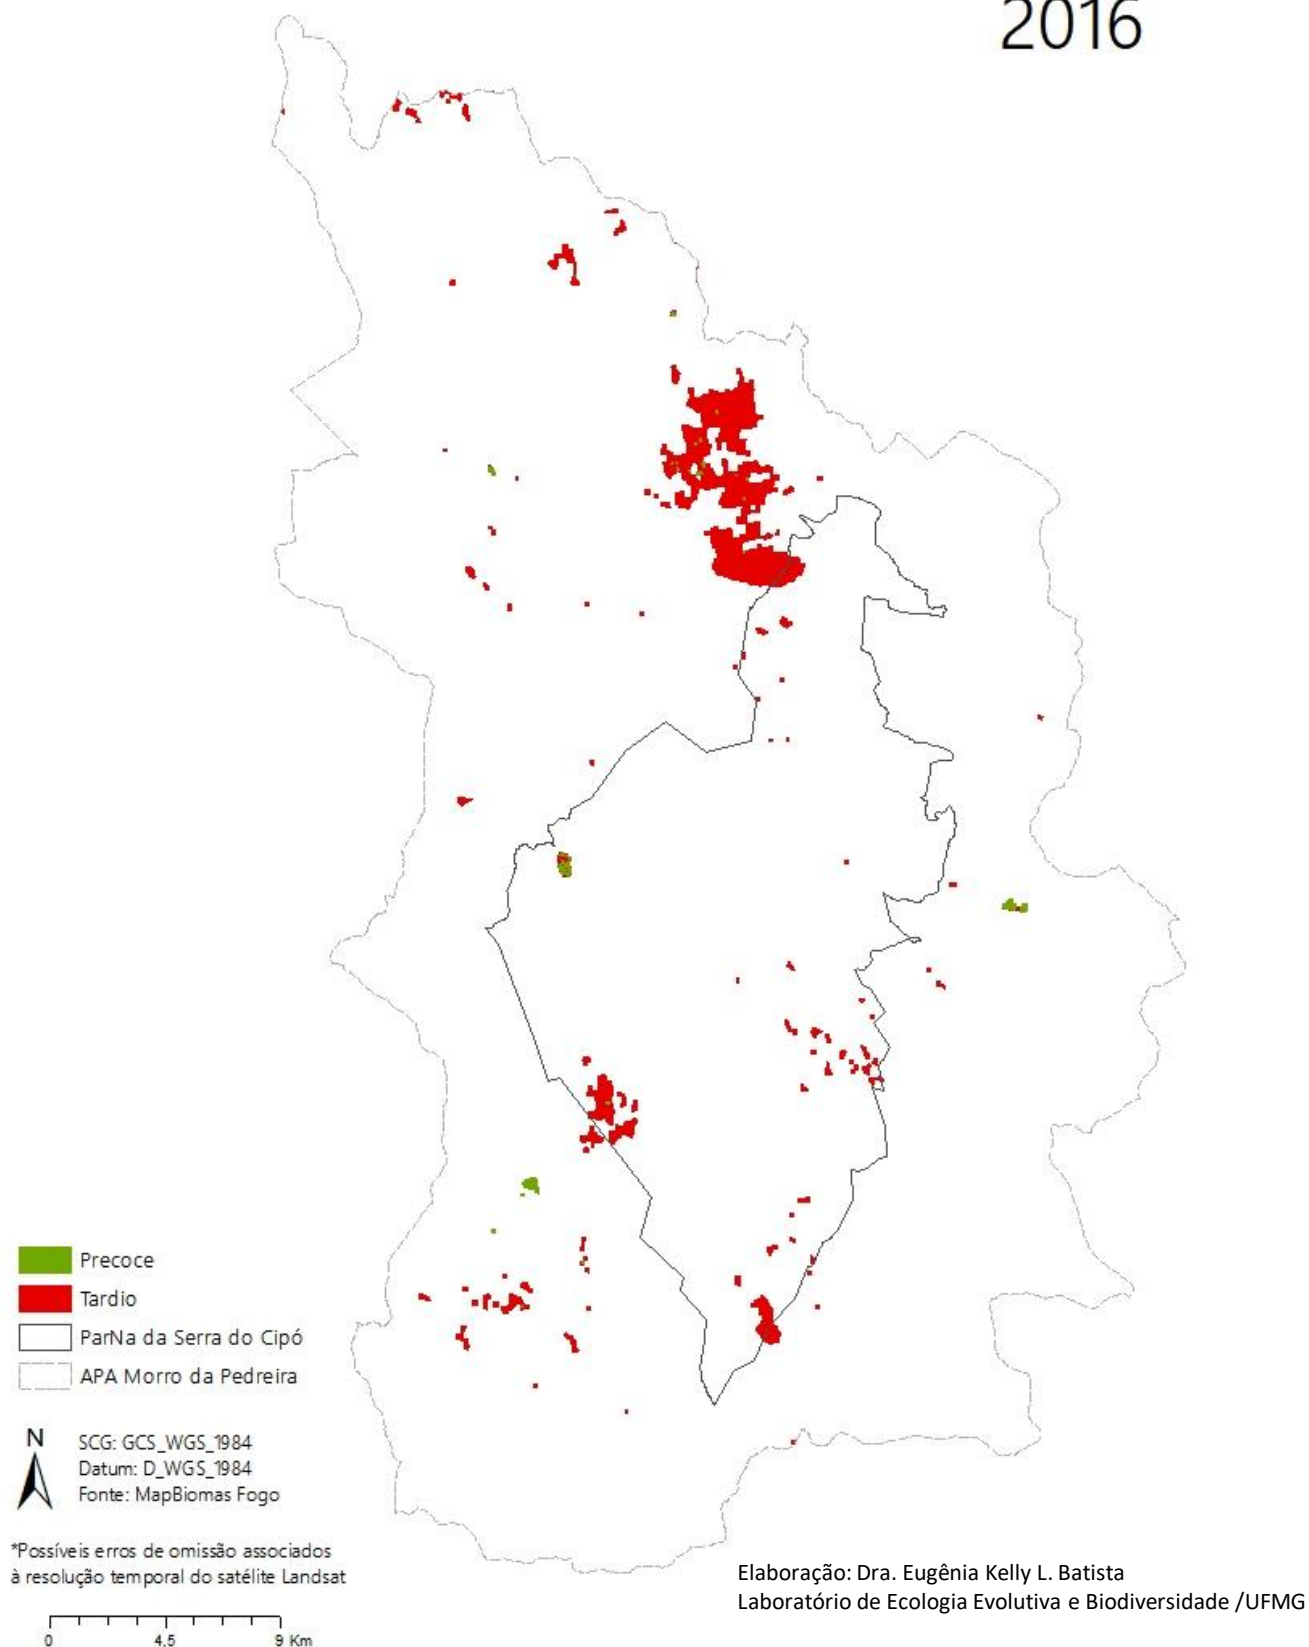 2016
Precoce
Tardio
ParNa da Serra do Cipó
APA Morro da Pedreira
N
SCG: GCS_WGS_1984
Datum: D_WGS_1984
Fonte: MapBiomas Fogo
*Possíveis erros de omissão associados
à resolução temporal do satélite Landsat
0 4,5 9 Km
Elaboração: Dra. Eugênia Kelly L. Batista
Laboratório de Ecologia Evolutiva e Biodiversidade /UFMG